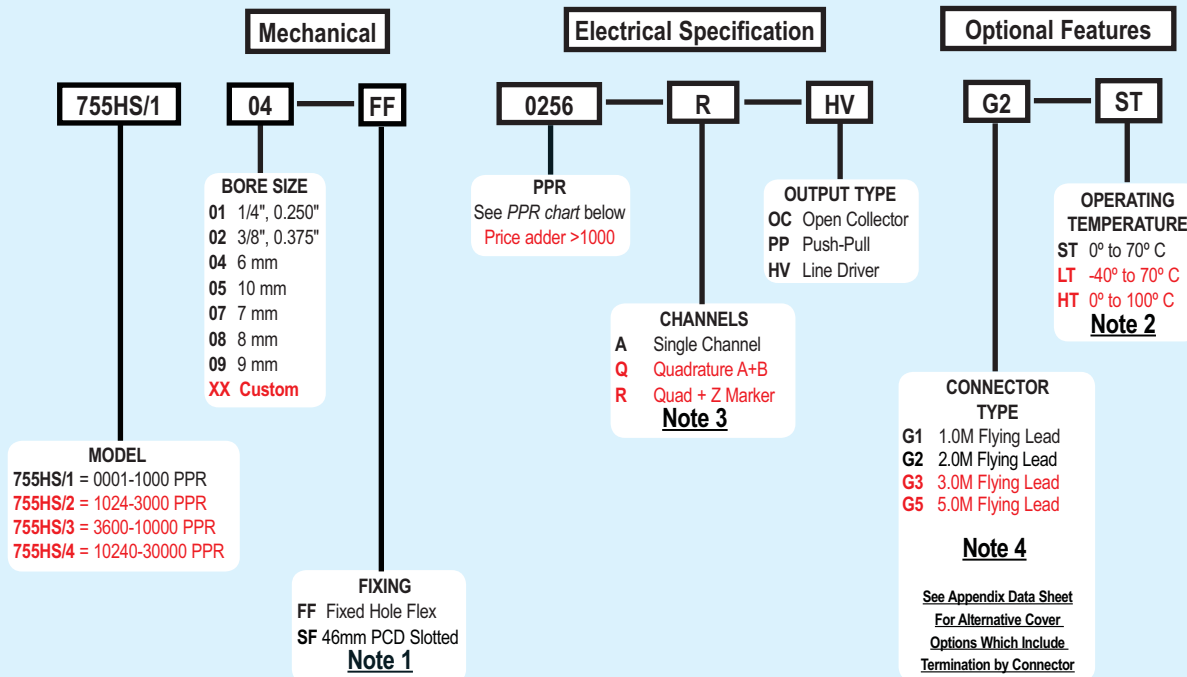 Mechanical
Electrical Specification
Optional Features
755HS/1
04
FF
0256
R
HV
G2
ST
BORE SIZE
01 1/4", 0.250"
02 3/8", 0.375"
04 6 mm
05 10 mm
07 7 mm
08 8 mm
09 9 mm
XX Custom
PPR
See PPR chart below
Price adder >1000
OUTPUT TYPE
OC Open Collector
PP Push-Pull
HV Line Driver
OPERATING
TEMPERATURE
ST 0º to 70º C
LT -40º to 70º C
HT 0º to 100º C
Note 2
CHANNELS
A Single Channel
Q Quadrature A+B
R Quad + Z Marker
Note 3
MODEL
755HS/1 = 0001-1000 PPR
755HS/2 = 1024-3000 PPR
755HS/3 = 3600-10000 PPR
755HS/4 = 10240-30000 PPR
FIXING
FF Fixed Hole Flex
SF 46mm PCD Slotted
Note 1
CONNECTOR
TYPE
G1 1.0M Flying Lead
G2 2.0M Flying Lead
G3 3.0M Flying Lead
G5 5.0M Flying Lead
Note 4
See Appendix Data Sheet
For Alternative Cover
Options Which Include
Termination by Connector